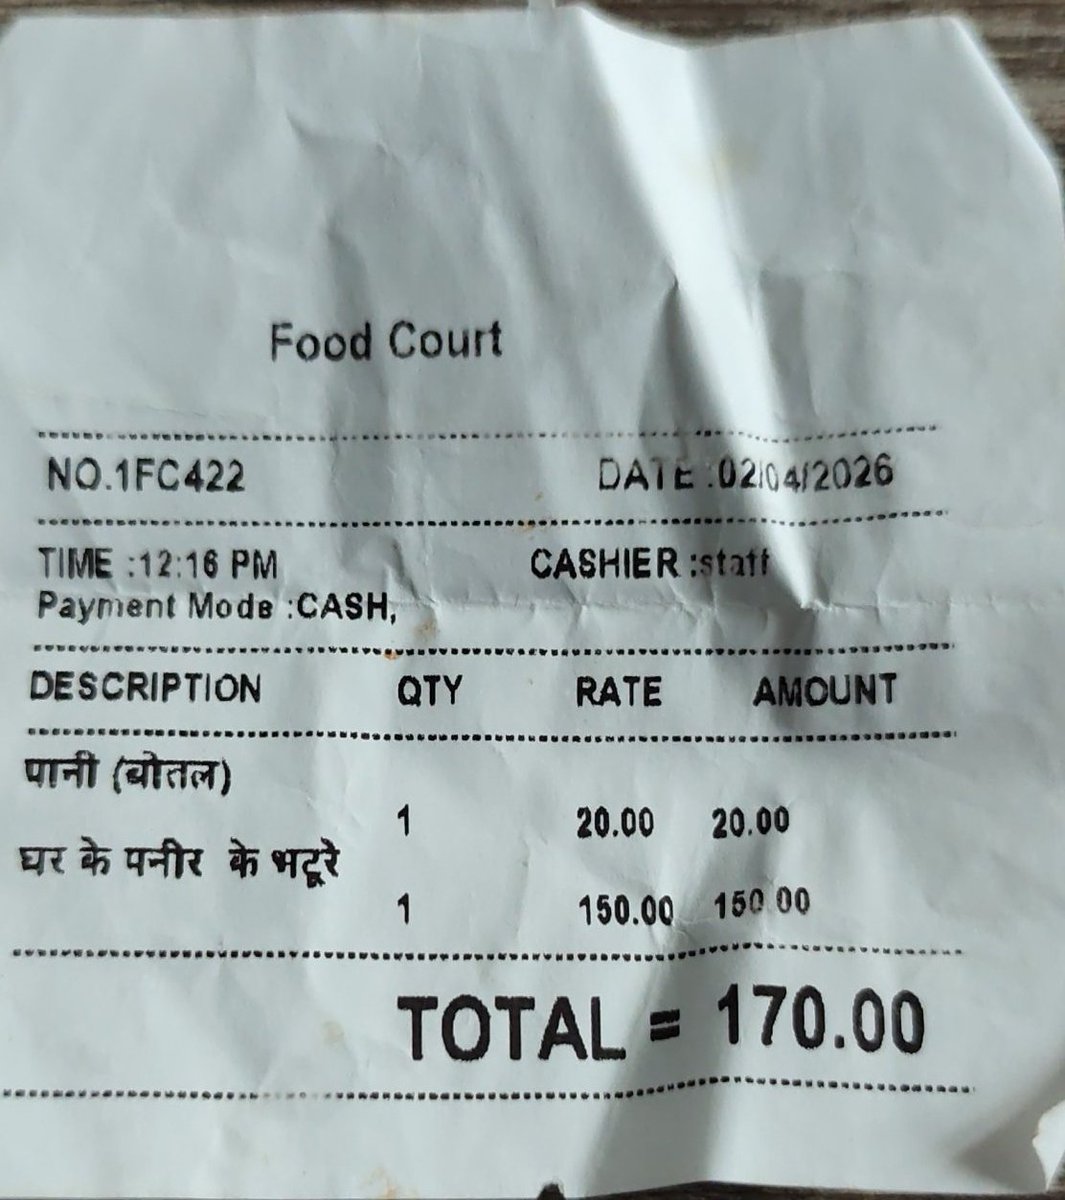 Food Court
NO.1FC422 DATE :02/04/2026
TIME :12:16 PM CASHIER :staff
Payment Mode :CASH,
DESCRIPTION QTY RATE AMOUNT
पानी (बोतल)
1 20.00 20.00
घर के पनीर के भटूरे
1 150.00 150.00
TOTAL = 170.00